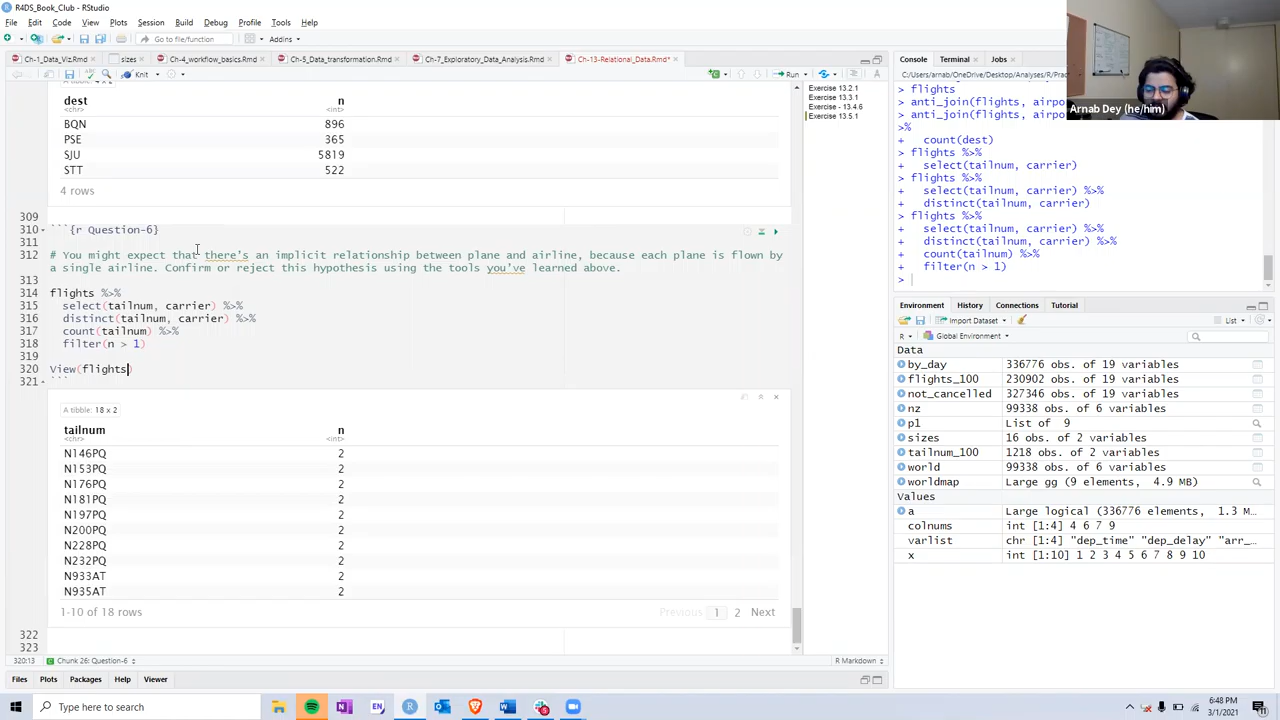 R4DS_Book_Club - RStudio
File Edit Code View Plots Session Build Debug Profile Tools Help
Go to file/function Addins
Ch-1_Data_Viz.Rmd sizes Ch-4_workflow_basics.Rmd Ch-5_Data_transformation.Rmd Ch-7_Exploratory_Data_Analysis.Rmd Ch-13-Relational_Data.Rmd*
Knit Run
dest n
<chr> <int>
BQN 896
PSE 365
SJU 5819
STT 522
4 rows
309
310 ```{r Question-6}
311
312 # You might expect that there's an implicit relationship between plane and airline, because each plane is flown by
a single airline. Confirm or reject this hypothesis using the tools you've learned above.
313
314 flights %>%
315 select(tailnum, carrier) %>%
316 distinct(tailnum, carrier) %>%
317 count(tailnum) %>%
318 filter(n > 1)
319
320 View(flights)
321 ```
A tibble: 18 x 2
tailnum n
<chr> <int>
N146PQ 2
N153PQ 2
N176PQ 2
N181PQ 2
N197PQ 2
N200PQ 2
N228PQ 2
N232PQ 2
N933AT 2
N935AT 2
1-10 of 18 rows Previous 1 2 Next
322
323
320:13 Chunk 26: Question-6 R Markdown
Files Plots Packages Help Viewer
Exercise 13.2.1
Exercise 13.3.1
Exercise - 13.4.6
Exercise 13.5.1
Console Terminal Jobs
C:/Users/arnab/OneDrive/Desktop/Analyses/R/Prac
> flights
> anti_join(flights, airpo
> anti_join(flights, airpor
>%
+ count(dest)
> flights %>%
+ select(tailnum, carrier)
> flights %>%
+ select(tailnum, carrier) %>%
+ distinct(tailnum, carrier)
> flights %>%
+ select(tailnum, carrier) %>%
+ distinct(tailnum, carrier) %>%
+ count(tailnum) %>%
+ filter(n > 1)
>
Arnab Dey (he/him)
Environment History Connections Tutorial
Import Dataset List
R Global Environment
Data
by_day 336776 obs. of 19 variables
flights_100 230902 obs. of 19 variables
not_cancelled 327346 obs. of 19 variables
nz 99338 obs. of 6 variables
p1 List of 9
sizes 16 obs. of 2 variables
tailnum_100 1218 obs. of 2 variables
world 99338 obs. of 6 variables
worldmap Large gg (9 elements, 4.9 MB)
Values
a Large logical (336776 elements, 1.3 M…
colnums int [1:4] 4 6 7 9
varlist chr [1:4] "dep_time" "dep_delay" "arr_…
x int [1:10] 1 2 3 4 5 6 7 8 9 10
Type here to search
6:48 PM
3/1/2021